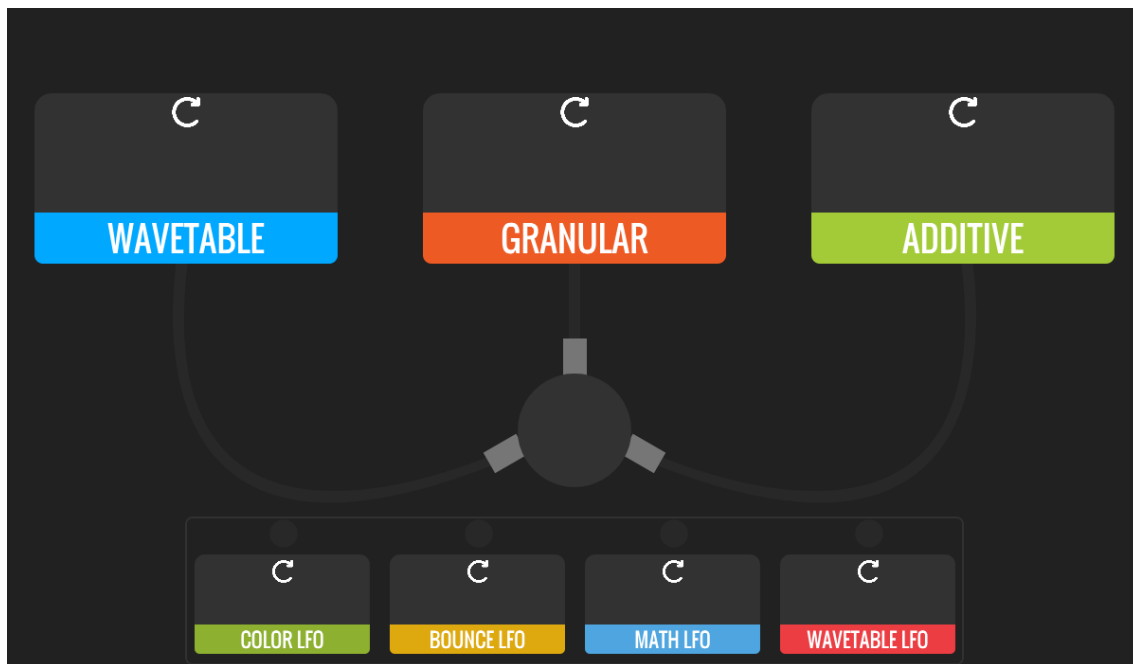 WAVETABLE
GRANULAR
ADDITIVE
COLOR LFO
BOUNCE LFO
MATH LFO
WAVETABLE LFO